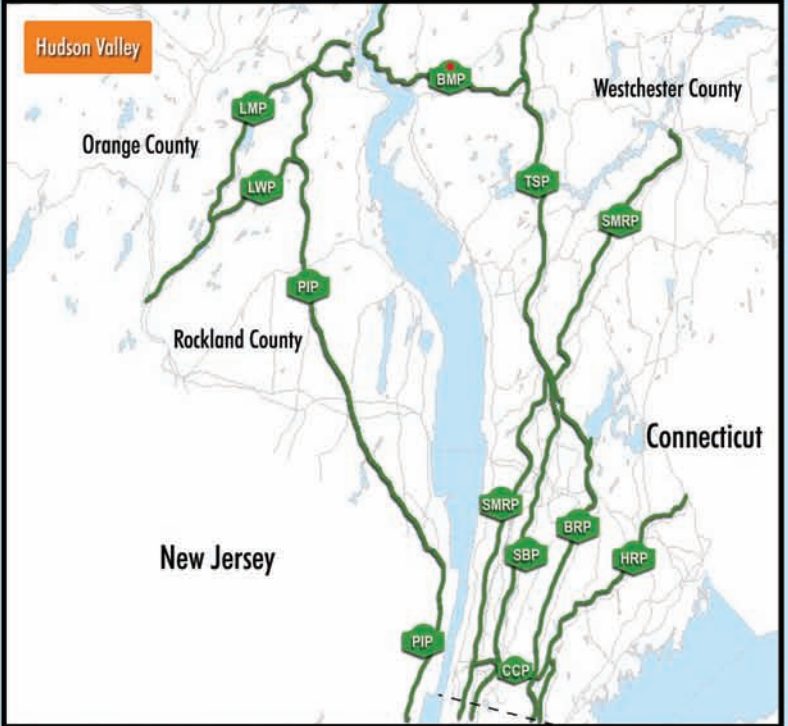 Hudson Valley
BMP
Westchester County
LMP
Orange County
TSP
LWP
SMRP
PIP
Rockland County
Connecticut
SMRP
BRP
SBP
HRP
New Jersey
PIP
CCP